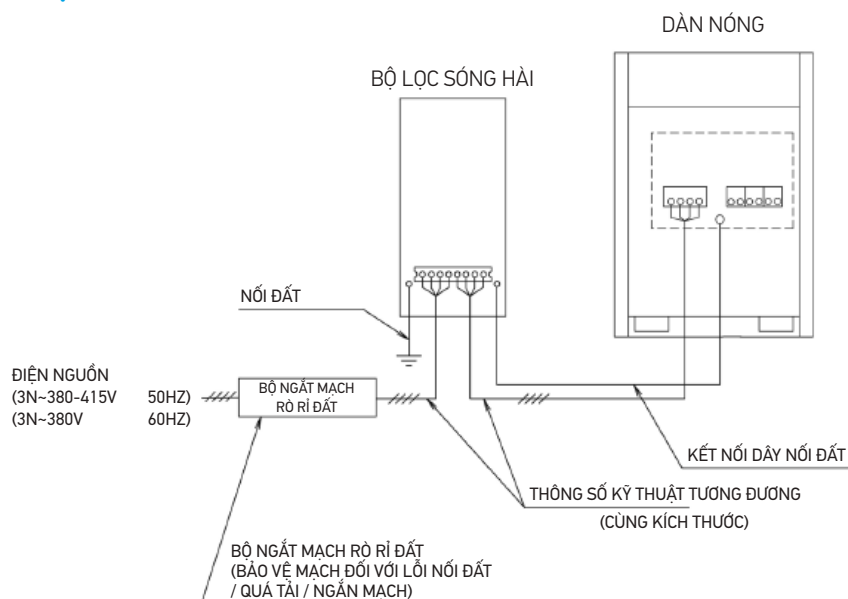 DÀN NÓNG
BỘ LỌC SÓNG HÀI
NỐI ĐẤT
ĐIỆN NGUỒN
(3N~380-415V 50HZ)
(3N~380V 60HZ)
BỘ NGẮT MẠCH
RÒ RỈ ĐẤT
KẾT NỐI DÂY NỐI ĐẤT
THÔNG SỐ KỸ THUẬT TƯƠNG ĐƯƠNG
(CÙNG KÍCH THƯỚC)
BỘ NGẮT MẠCH RÒ RỈ ĐẤT
(BẢO VỆ MẠCH ĐỐI VỚI LỖI NỐI ĐẤT
/ QUÁ TẢI / NGẮN MẠCH)